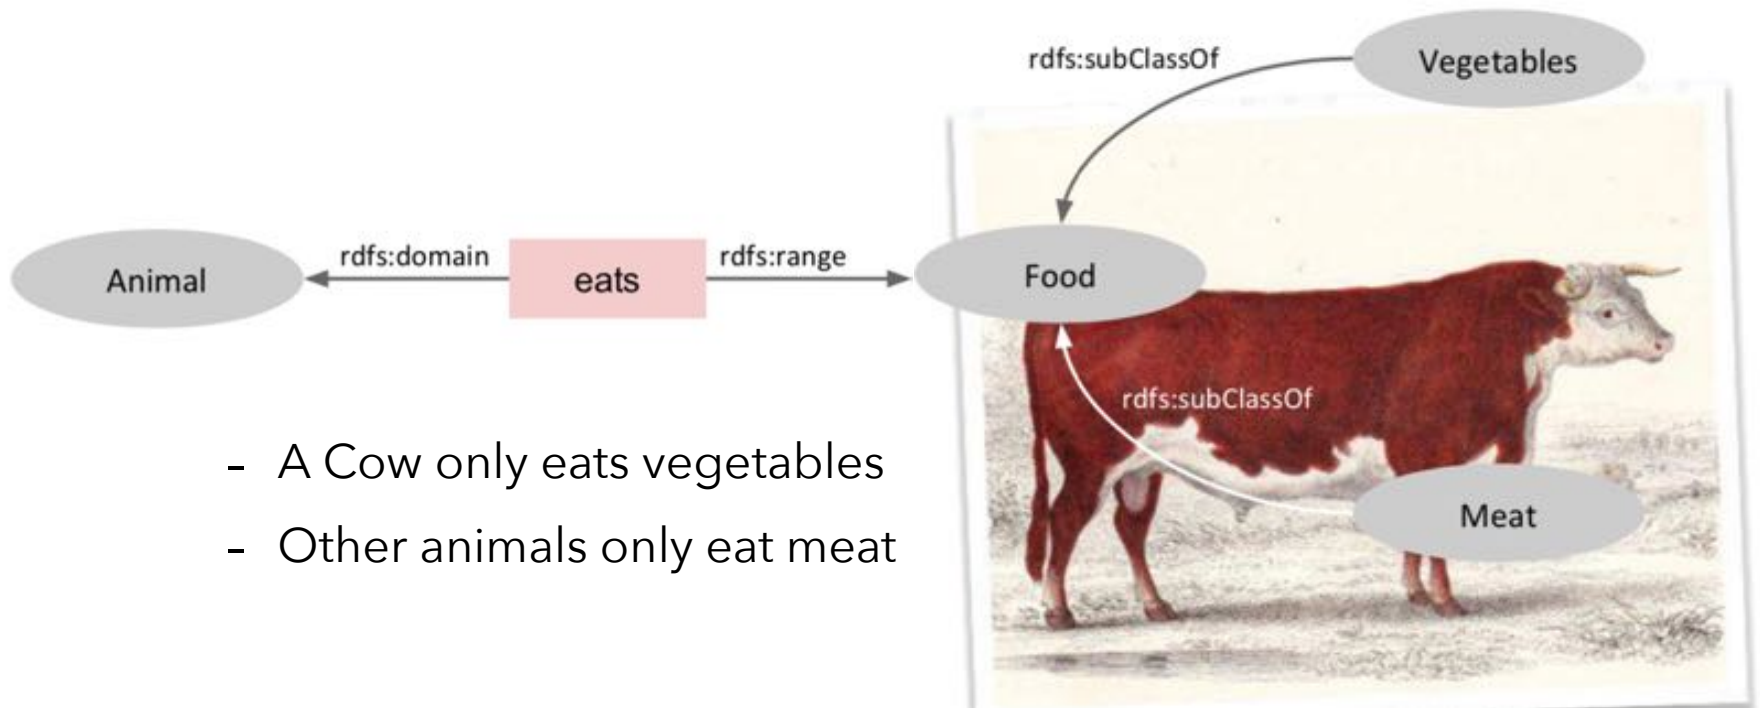 rdfs:subClassOf
Vegetables
Animal
rdfs:domain
eats
rdfs:range
Food
rdfs:subClassOf
Meat
- A Cow only eats vegetables
- Other animals only eat meat